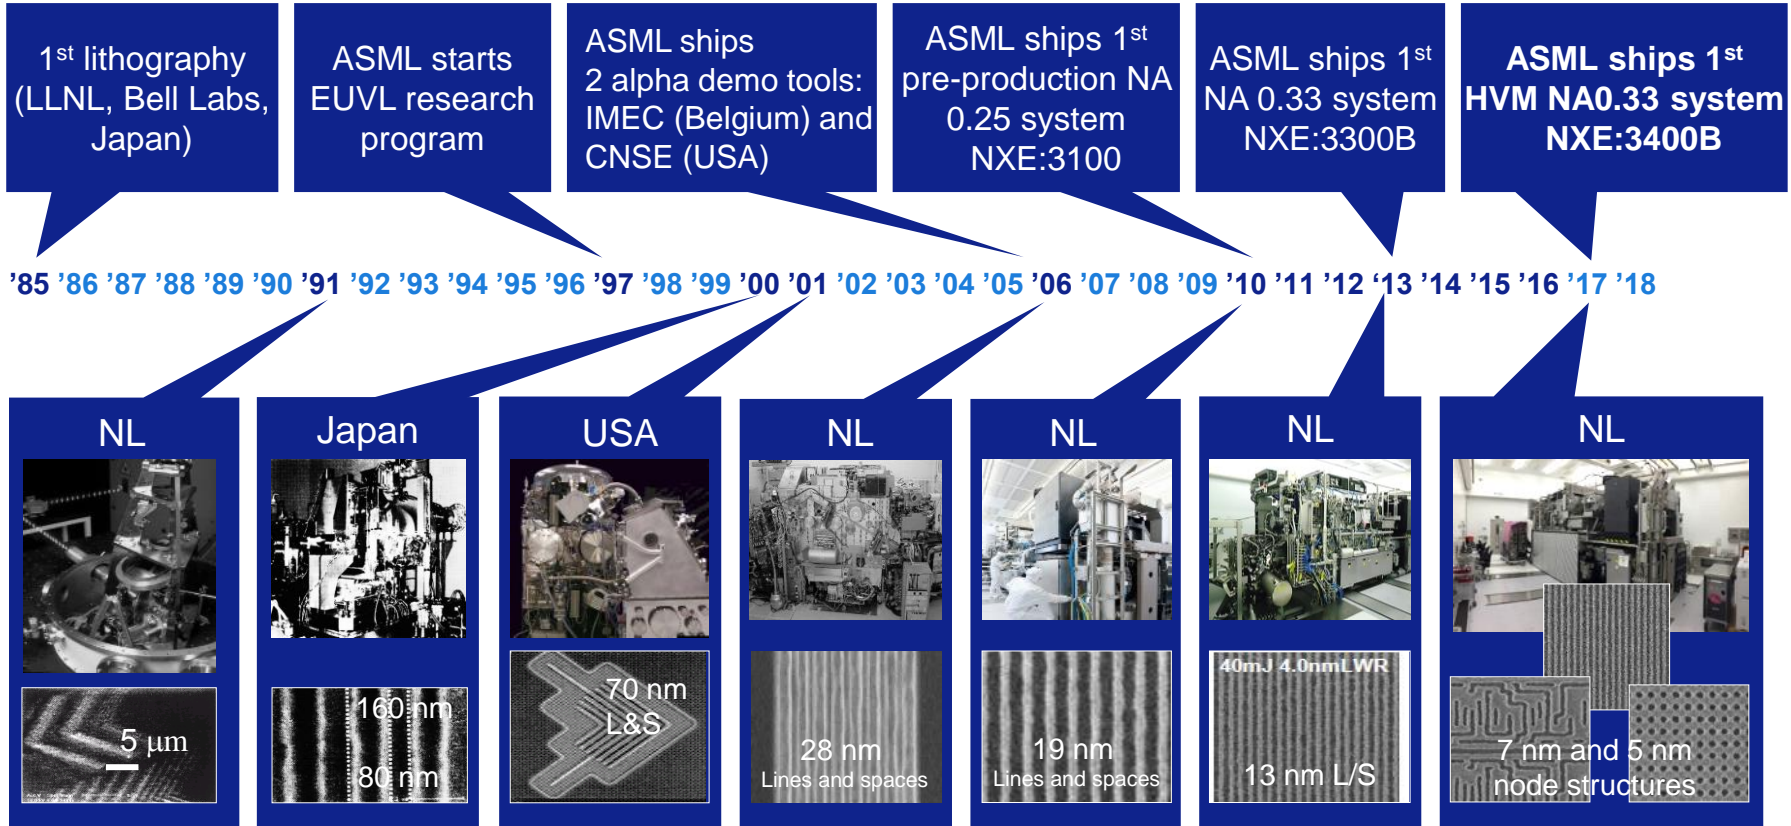 1st lithography
(LLNL, Bell Labs,
Japan)
ASML starts
EUVL research
program
ASML ships
2 alpha demo tools:
IMEC (Belgium) and
CNSE (USA)
ASML ships 1st
pre-production NA
0.25 system
NXE:3100
ASML ships 1st
NA 0.33 system
NXE:3300B
ASML ships 1st
HVM NA0.33 system
NXE:3400B
’85 ’86 ’87 ’88 ’89 ’90 ’91 ’92 ’93 ’94 ’95 ’96 ’97 ’98 ’99 ’00 ’01 ’02 ’03 ’04 ’05 ’06 ’07 ’08 ’09 ’10 ’11 ’12 ‘13 ’14 ’15 ’16 ’17 ’18
NL
5 μm
Japan
160 nm
80 nm
USA
70 nm
L&S
NL
28 nm
Lines and spaces
NL
19 nm
Lines and spaces
NL
40mJ 4.0nmLWR
13 nm L/S
NL
7 nm and 5 nm
node structures